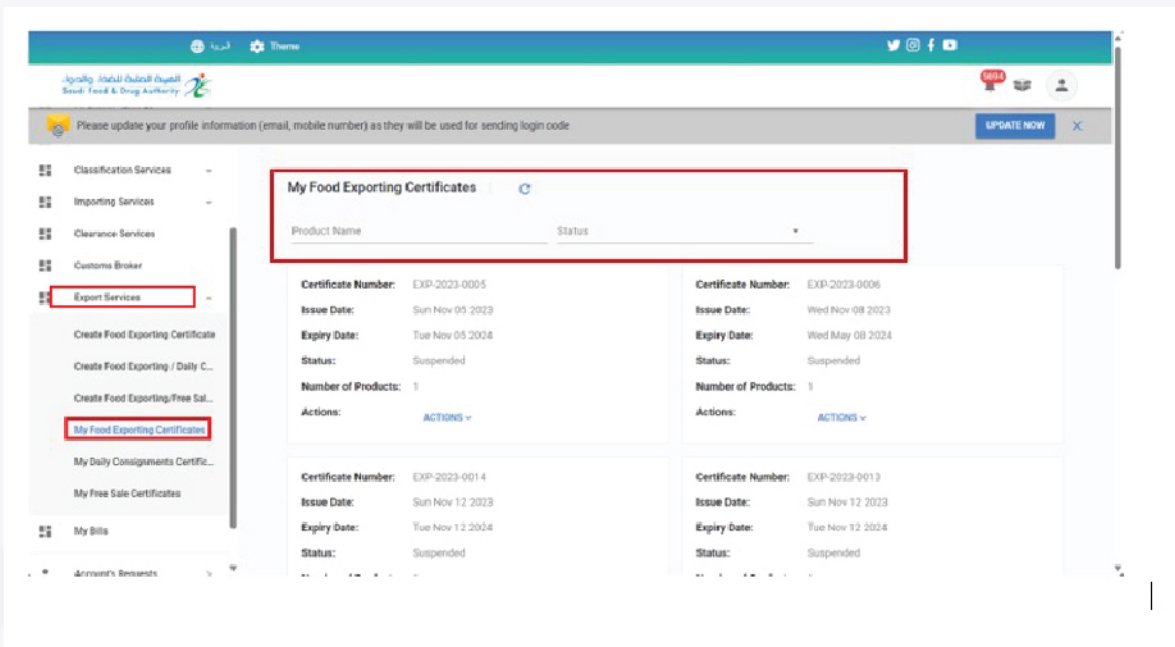 Theme
Saudi Food & Drug Authority
5694
Please update your profile information (email, mobile number) as they will be used for sending login code
UPDATE NOW
X
Classification Services
Importing Services
Clearance Services
Customs Broker
Export Services
Create Food Exporting Certificate
Create Food Exporting / Daily C...
Create Food Exporting/Free Sal...
My Food Exporting Certificates
My Daily Consignments Certific...
My Free Sale Certificates
My Bills
Account's Requests
My Food Exporting Certificates
Product Name
Status
Certificate Number: EXP-2023-0005
Issue Date: Sun Nov 05 2023
Expiry Date: Tue Nov 05 2024
Status: Suspended
Number of Products: 1
Actions: ACTIONS
Certificate Number: EXP-2023-0006
Issue Date: Wed Nov 08 2023
Expiry Date: Wed May 08 2024
Status: Suspended
Number of Products: 1
Actions: ACTIONS
Certificate Number: EXP-2023-0014
Issue Date: Sun Nov 12 2023
Expiry Date: Tue Nov 12 2024
Status: Suspended
Certificate Number: EXP-2023-0013
Issue Date: Sun Nov 12 2023
Expiry Date: Tue Nov 12 2024
Status: Suspended